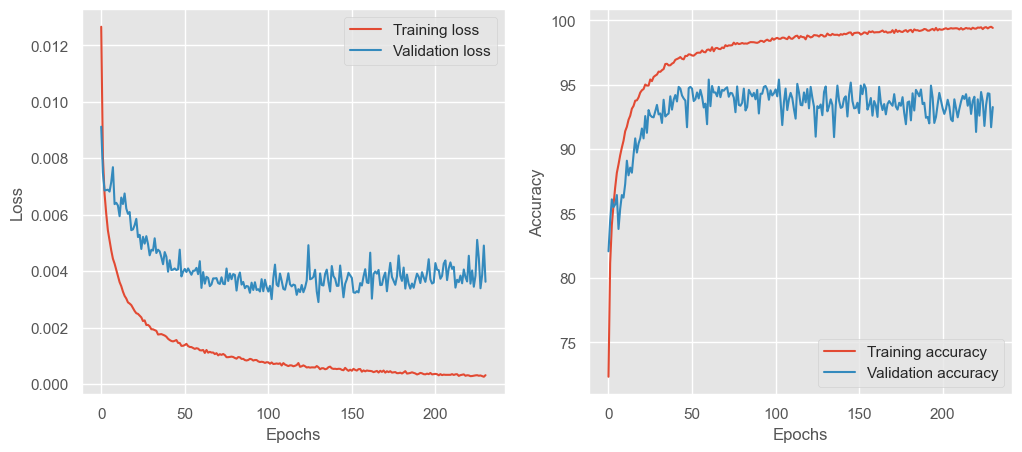 Training loss
Validation loss
0.012
0.010
0.008
0.006
0.004
0.002
0.000
Loss
0 50 100 150 200
Epochs
100
95
90
85
80
75
Accuracy
Training accuracy
Validation accuracy
0 50 100 150 200
Epochs